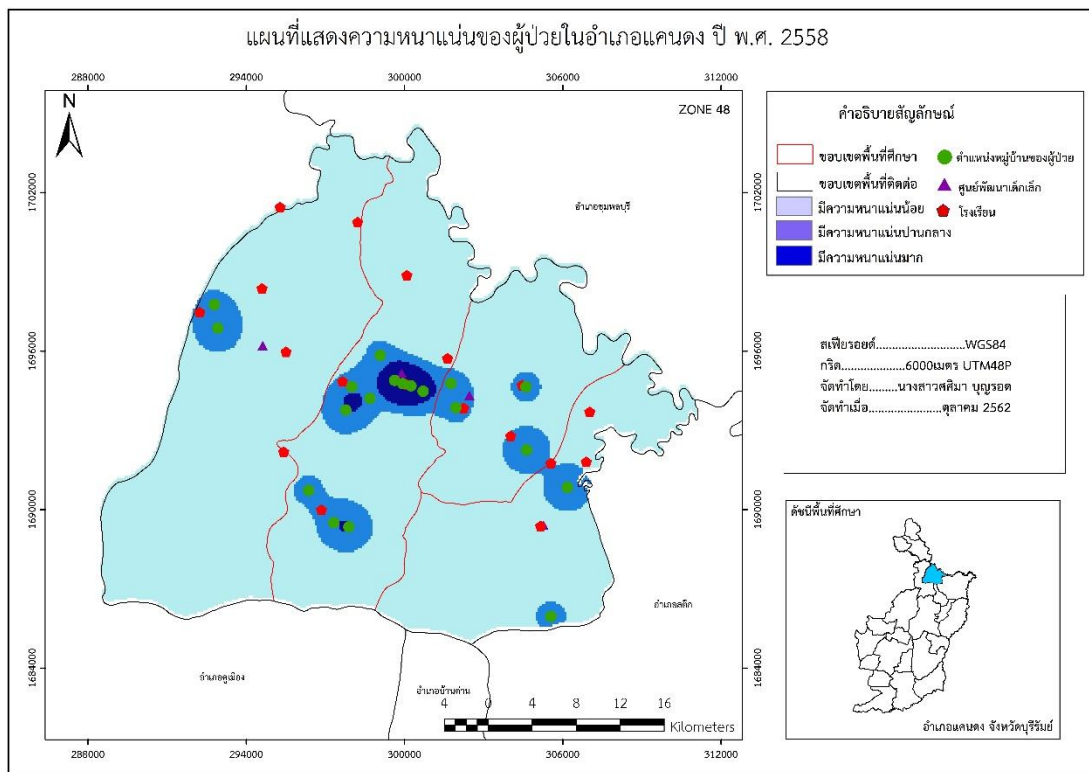 แผนที่แสดงความหนาแน่นของผู้ป่วยในอำเภอแคนดง ปี พ.ศ. 2558
288000 294000 300000 306000 312000
N
ZONE 48
1702000 1702000
1696000 1696000
1690000 1690000
1684000 1684000
อำเภอชุมพลบุรี
อำเภอสตึก
อำเภอคูเมือง
อำเภอบ้านด่าน
4 0 4 8 12 16
Kilometers
288000 294000 300000 306000 312000
คำอธิบายสัญลักษณ์
ขอบเขตพื้นที่ศึกษา
ขอบเขตพื้นที่ติดต่อ
มีความหนาแน่นน้อย
มีความหนาแน่นปานกลาง
มีความหนาแน่นมาก
ตำแหน่งหมู่บ้านของผู้ป่วย
ศูนย์พัฒนาเด็กเล็ก
โรงเรียน
สเฟียรอยด์..........................WGS84
กริด....................6000เมตร UTM48P
จัดทำโดย.........นางสาวศศิมา บุญรอด
จัดทำเมื่อ........................ตุลาคม 2562
ดัชนีพื้นที่ศึกษา
อำเภอแคนดง จังหวัดบุรีรัมย์